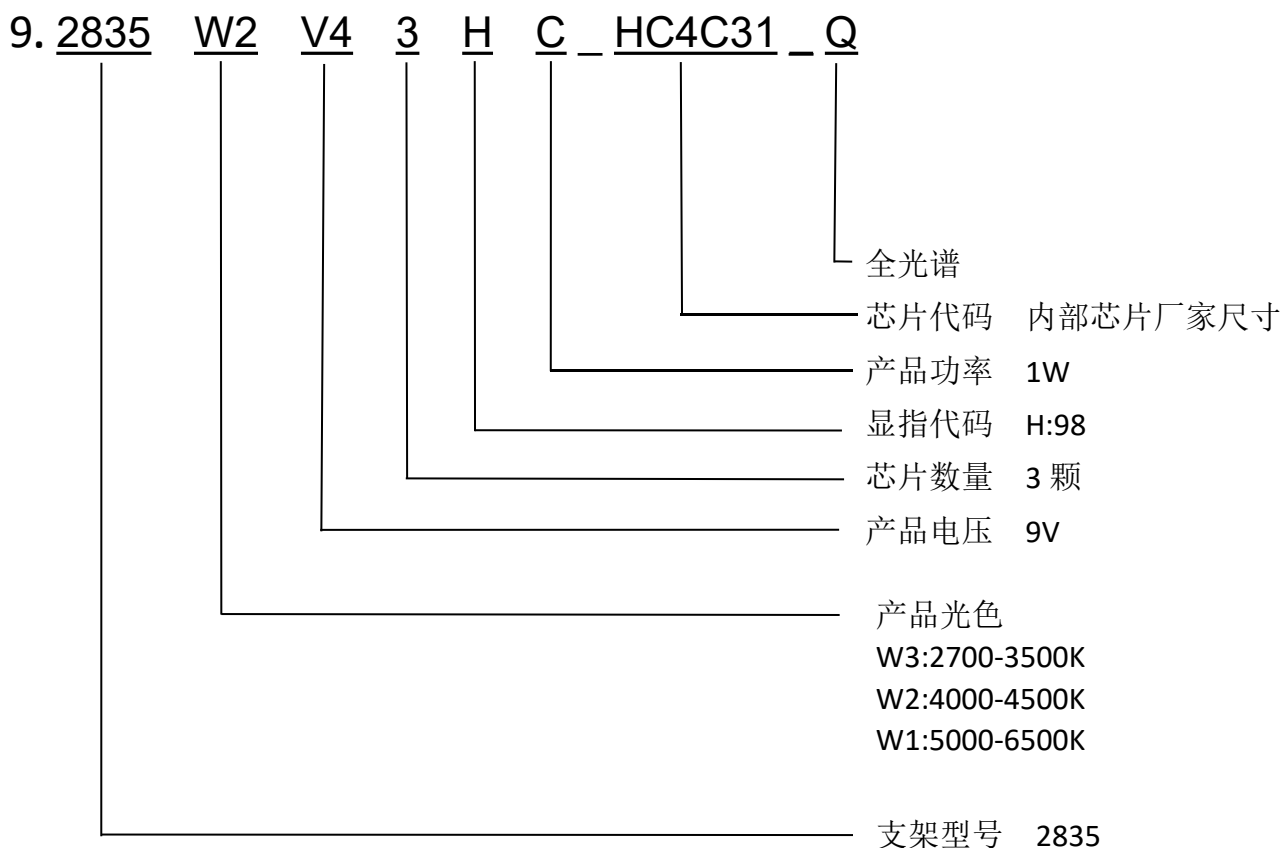 9. 2835 W2 V4 3 H C _ HC4C31 _ Q
全光谱
芯片代码 内部芯片厂家尺寸
产品功率 1W
显指代码 H:98
芯片数量 3 颗
产品电压 9V
产品光色
W3:2700-3500K
W2:4000-4500K
W1:5000-6500K
支架型号 2835